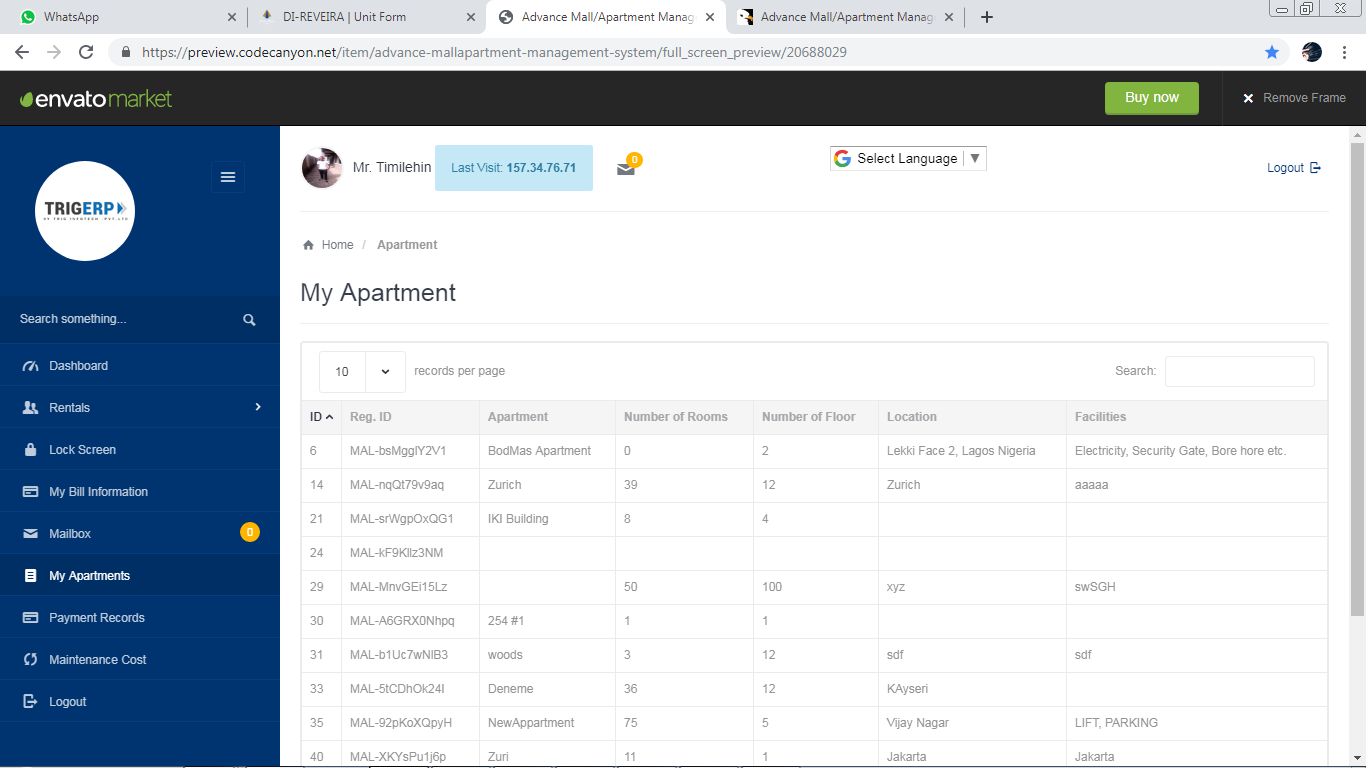 WhatsApp
DI-REVEIRA | Unit Form
Advance Mall/Apartment Manag
Advance Mall/Apartment Manag
https://preview.codecanyon.net/item/advance-mallapartment-management-system/full_screen_preview/20688029
envatomarket
Buy now
Remove Frame
TRIGERP
BY TRIG INFOTECH .PVT.LTD
Mr. Timilehin
Last Visit: 157.34.76.71
0
Select Language
Logout
Home / Apartment
My Apartment
Search something...
Dashboard
Rentals
Lock Screen
My Bill Information
Mailbox 0
My Apartments
Payment Records
Maintenance Cost
Logout
10 records per page Search:
ID Reg. ID Apartment Number of Rooms Number of Floor Location Facilities
6 MAL-bsMgglY2V1 BodMas Apartment 0 2 Lekki Face 2, Lagos Nigeria Electricity, Security Gate, Bore hore etc.
14 MAL-nqQt79v9aq Zurich 39 12 Zurich aaaaa
21 MAL-srWgpOxQG1 IKI Building 8 4
24 MAL-kF9Kllz3NM
29 MAL-MnvGEi15Lz 50 100 xyz swSGH
30 MAL-A6GRX0Nhpq 254 #1 1 1
31 MAL-b1Uc7wNlB3 woods 3 12 sdf sdf
33 MAL-5tCDhOk24I Deneme 36 12 KAyseri
35 MAL-92pKoXQpyH NewAppartment 75 5 Vijay Nagar LIFT, PARKING
40 MAL-XKYsPu1j6p Zuri 11 1 Jakarta Jakarta